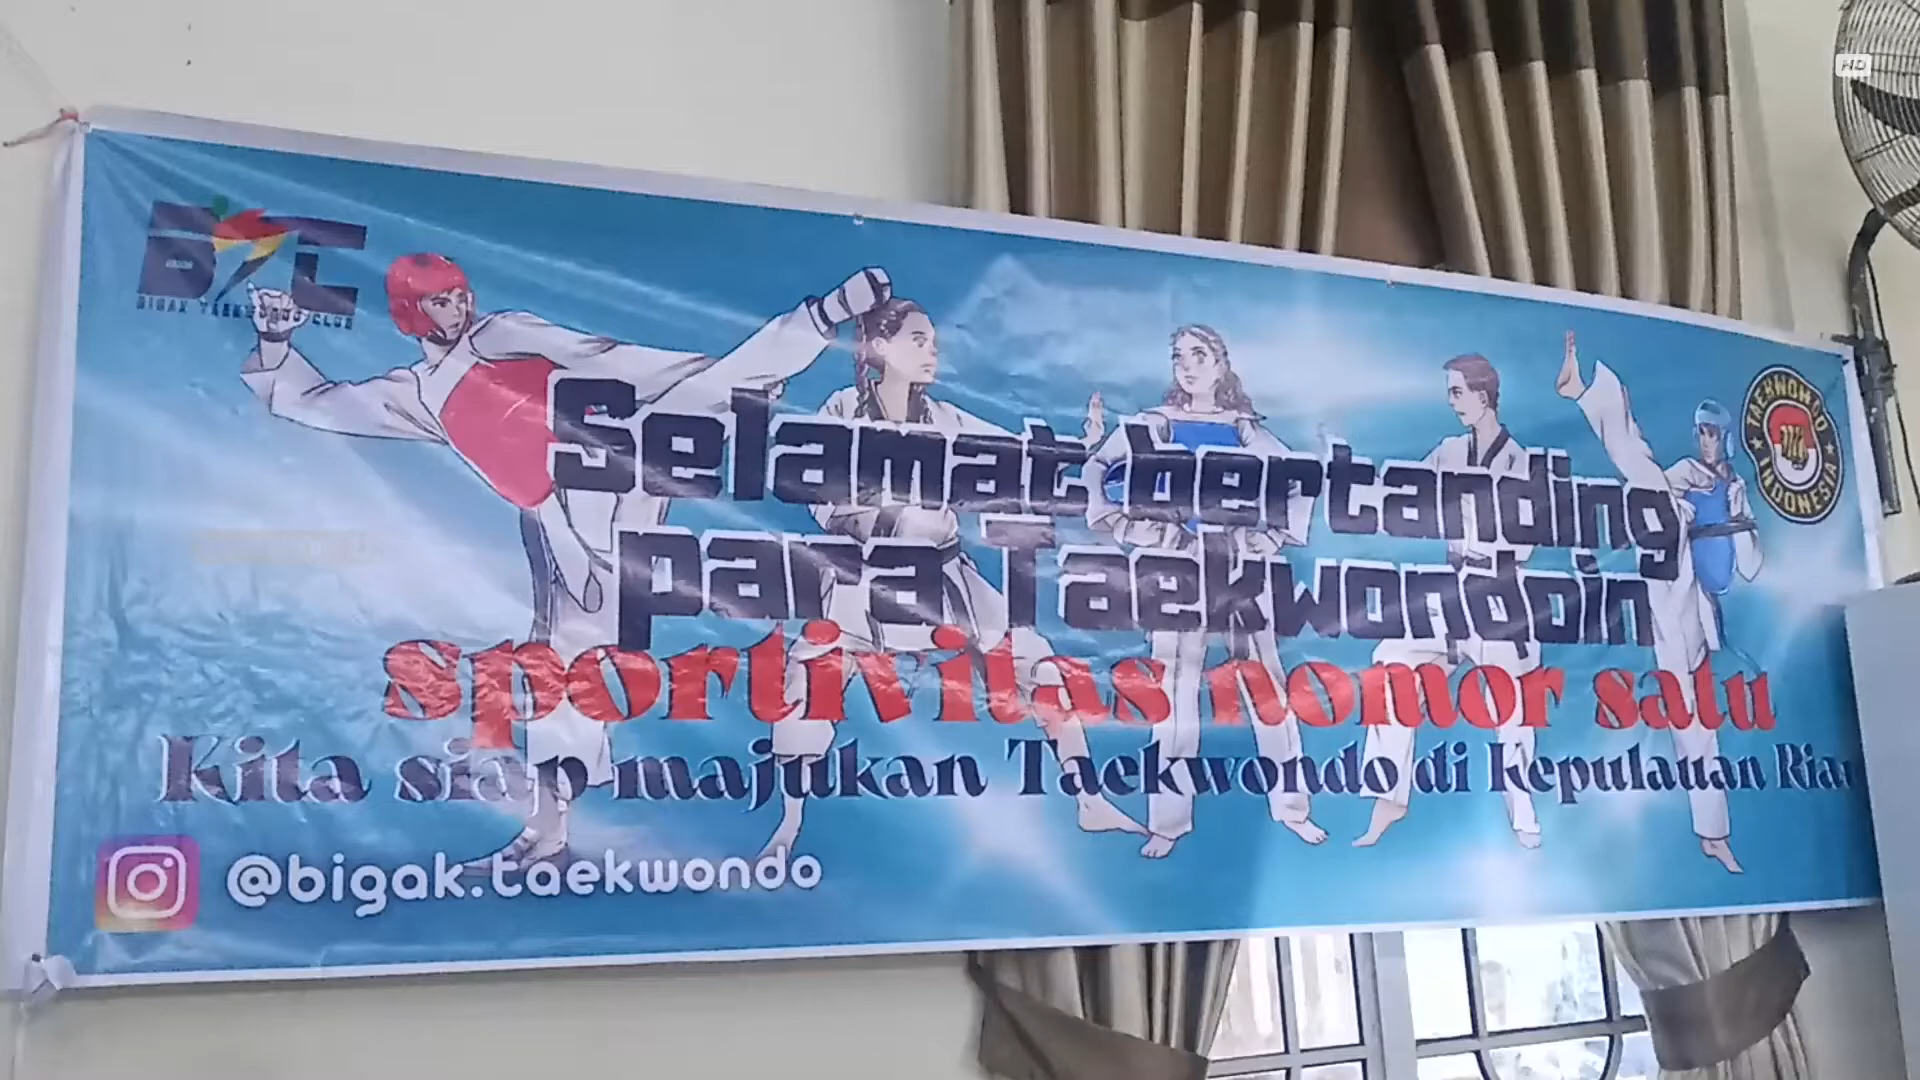 HD
BTC
BIGAK TAEKWONDO CLUB
TAEKWONDO
INDONESIA
Selamat bertanding
para Taekwondoin
sportivitas nomor satu
Kita siap majukan Taekwondo di Kepulauan Riau
@bigak.taekwondo